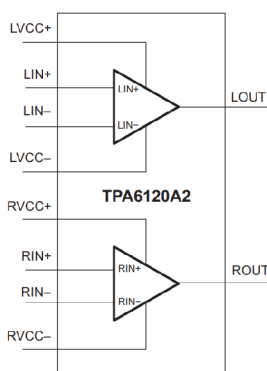 LVCC+
LIN+
LIN+
LIN–
LIN–
LOUT
LVCC–
TPA6120A2
RVCC+
RIN+
RIN+
RIN–
RIN–
ROUT
RVCC–